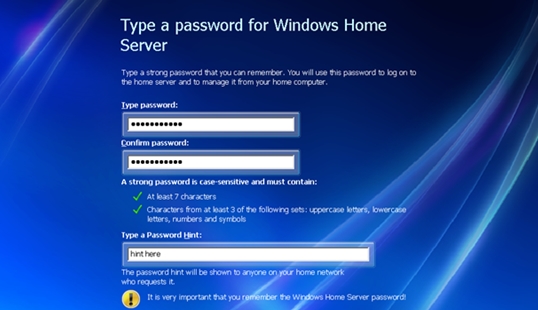 Type a password for Windows Home
Server
Type a strong password that you can remember. You will use this password to log on to
the home server and to manage it from your home computer.
Type password:
●●●●●●●●●●●
Confirm password:
●●●●●●●●●●●
A strong password is case-sensitive and must contain:
At least 7 characters
Characters from at least 3 of the following sets: uppercase letters, lowercase
letters, numbers and symbols
Type a Password Hint:
hint here
The password hint will be shown to anyone on your home network
who requests it.
It is very important that you remember the Windows Home Server password!